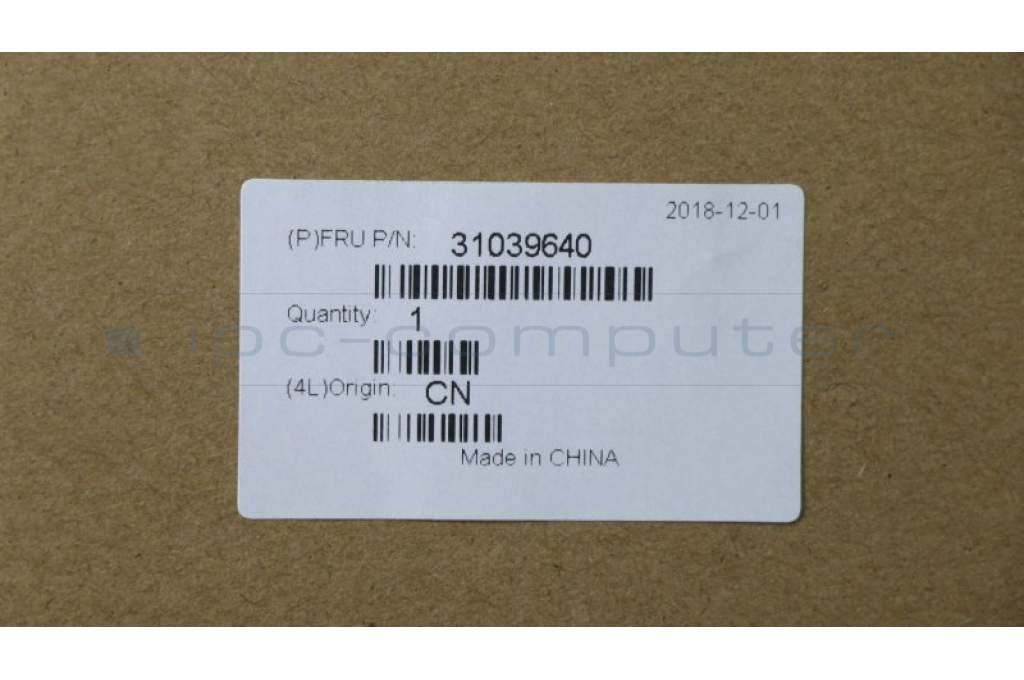 2018-12-01
(P)FRU P/N: 31039640
Quantity: 1
ipc-computer
(4L)Origin: CN
Made in CHINA